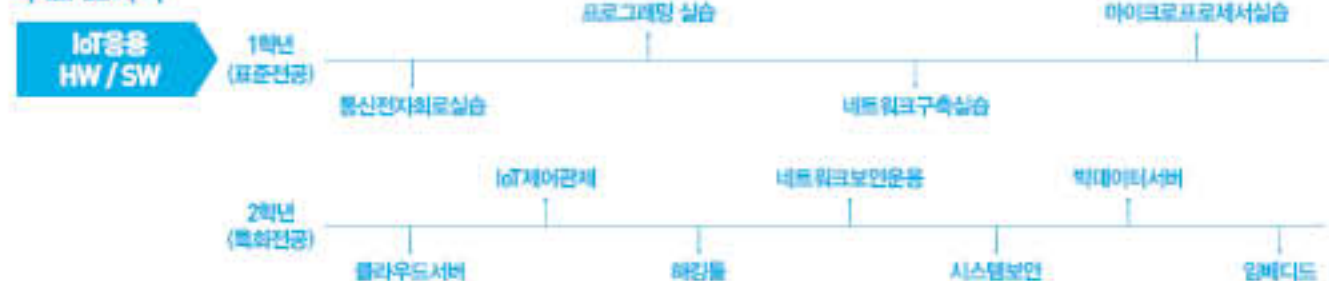 IoT응용
HW / SW
1학년
(표준전공)
프로그래밍 실습
마이크로프로세서실습
통신전자회로실습
네트워크구축실습
2학년
(특화전공)
IoT제어관제
네트워크보안운용
빅데이터서버
클라우드서버
해킹툴
시스템보안
임베디드